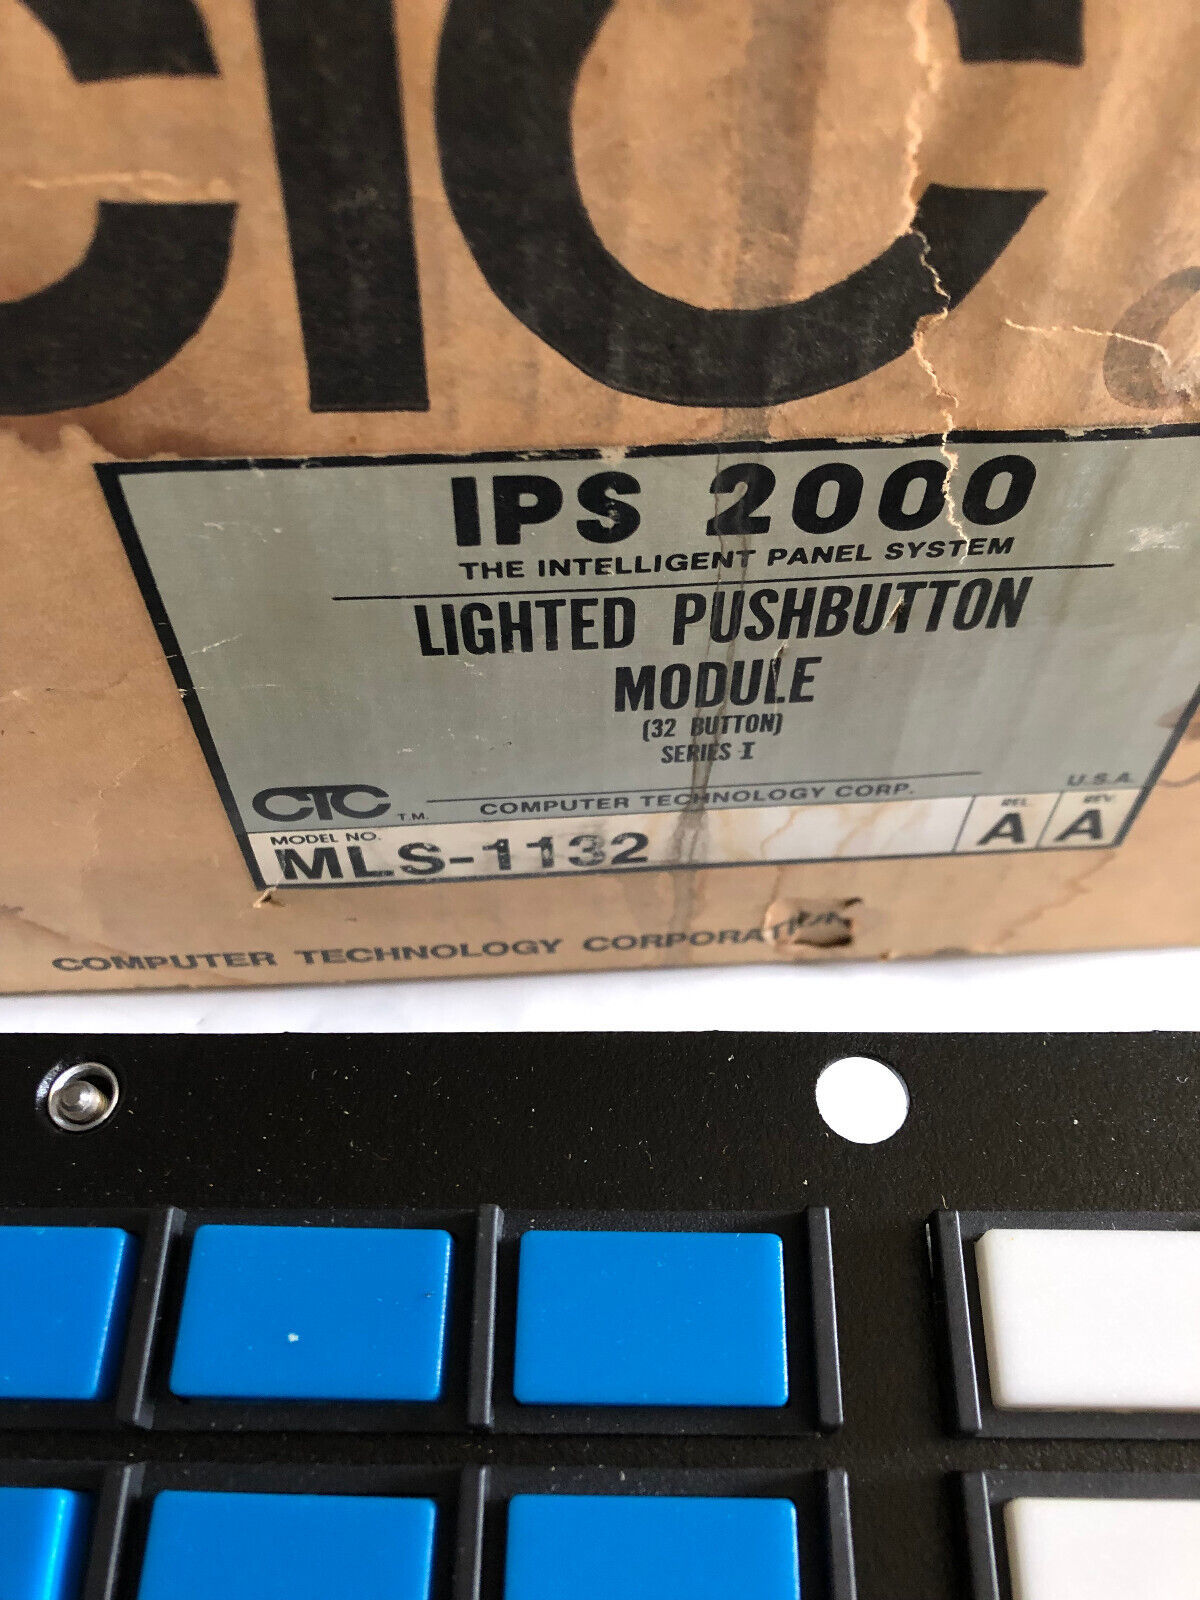 CTC
IPS 2000
THE INTELLIGENT PANEL SYSTEM
LIGHTED PUSHBUTTON
MODULE
(32 BUTTON)
SERIES I
CTC T.M.
COMPUTER TECHNOLOGY CORP.
U.S.A.
MODEL NO.
MLS-1132
REL.
A
REV.
A
COMPUTER TECHNOLOGY CORPORATION